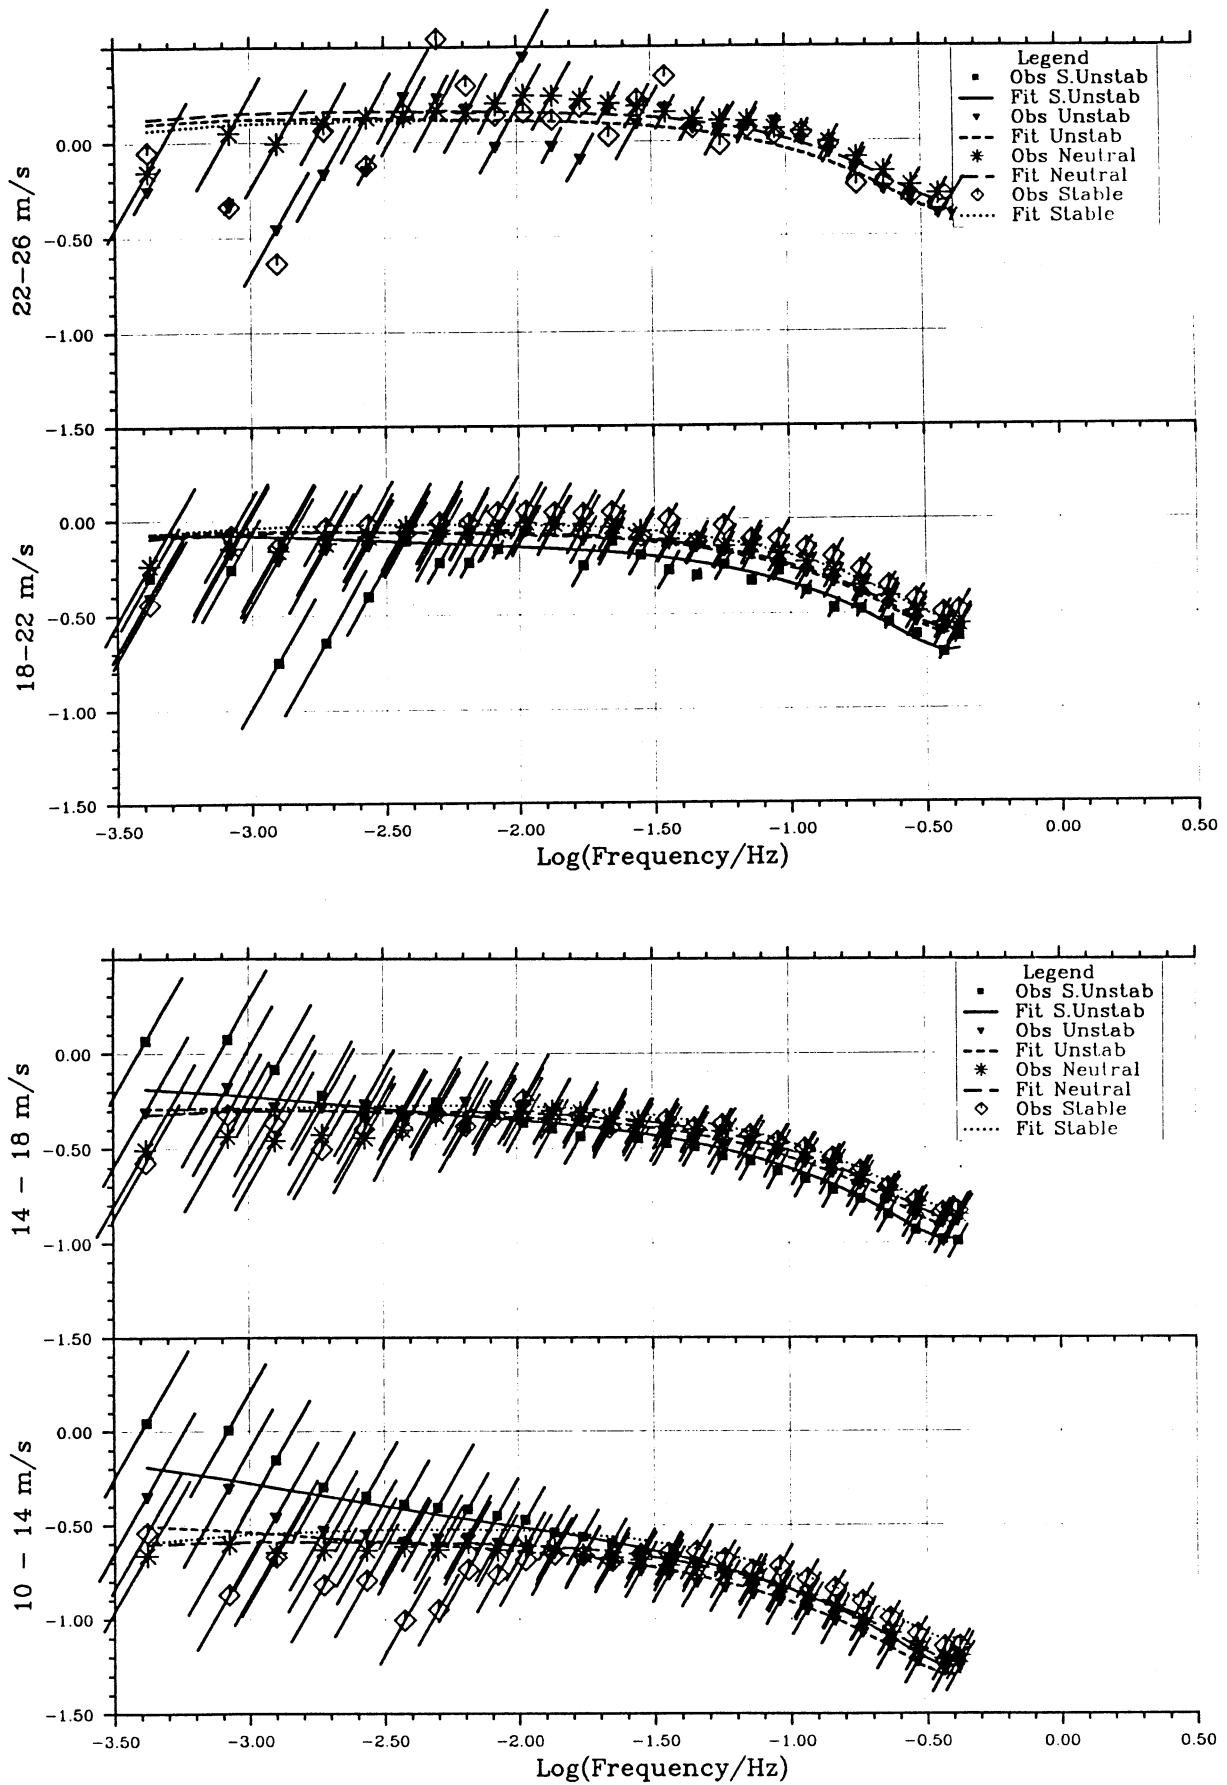 Legend
Obs S.Unstab
Fit S.Unstab
Obs Unstab
Fit Unstab
Obs Neutral
Fit Neutral
Obs Stable
Fit Stable
22-26 m/s
0.00
-0.50
-1.00
-1.50
18-22 m/s
0.00
-0.50
-1.00
-1.50
-3.50 -3.00 -2.50 -2.00 -1.50 -1.00 -0.50 0.00 0.50
Log(Frequency/Hz)
Legend
Obs S.Unstab
Fit S.Unstab
Obs Unstab
Fit Unstab
Obs Neutral
Fit Neutral
Obs Stable
Fit Stable
14 - 18 m/s
0.00
-0.50
-1.00
-1.50
10 - 14 m/s
0.00
-0.50
-1.00
-1.50
-3.50 -3.00 -2.50 -2.00 -1.50 -1.00 -0.50 0.00 0.50
Log(Frequency/Hz)